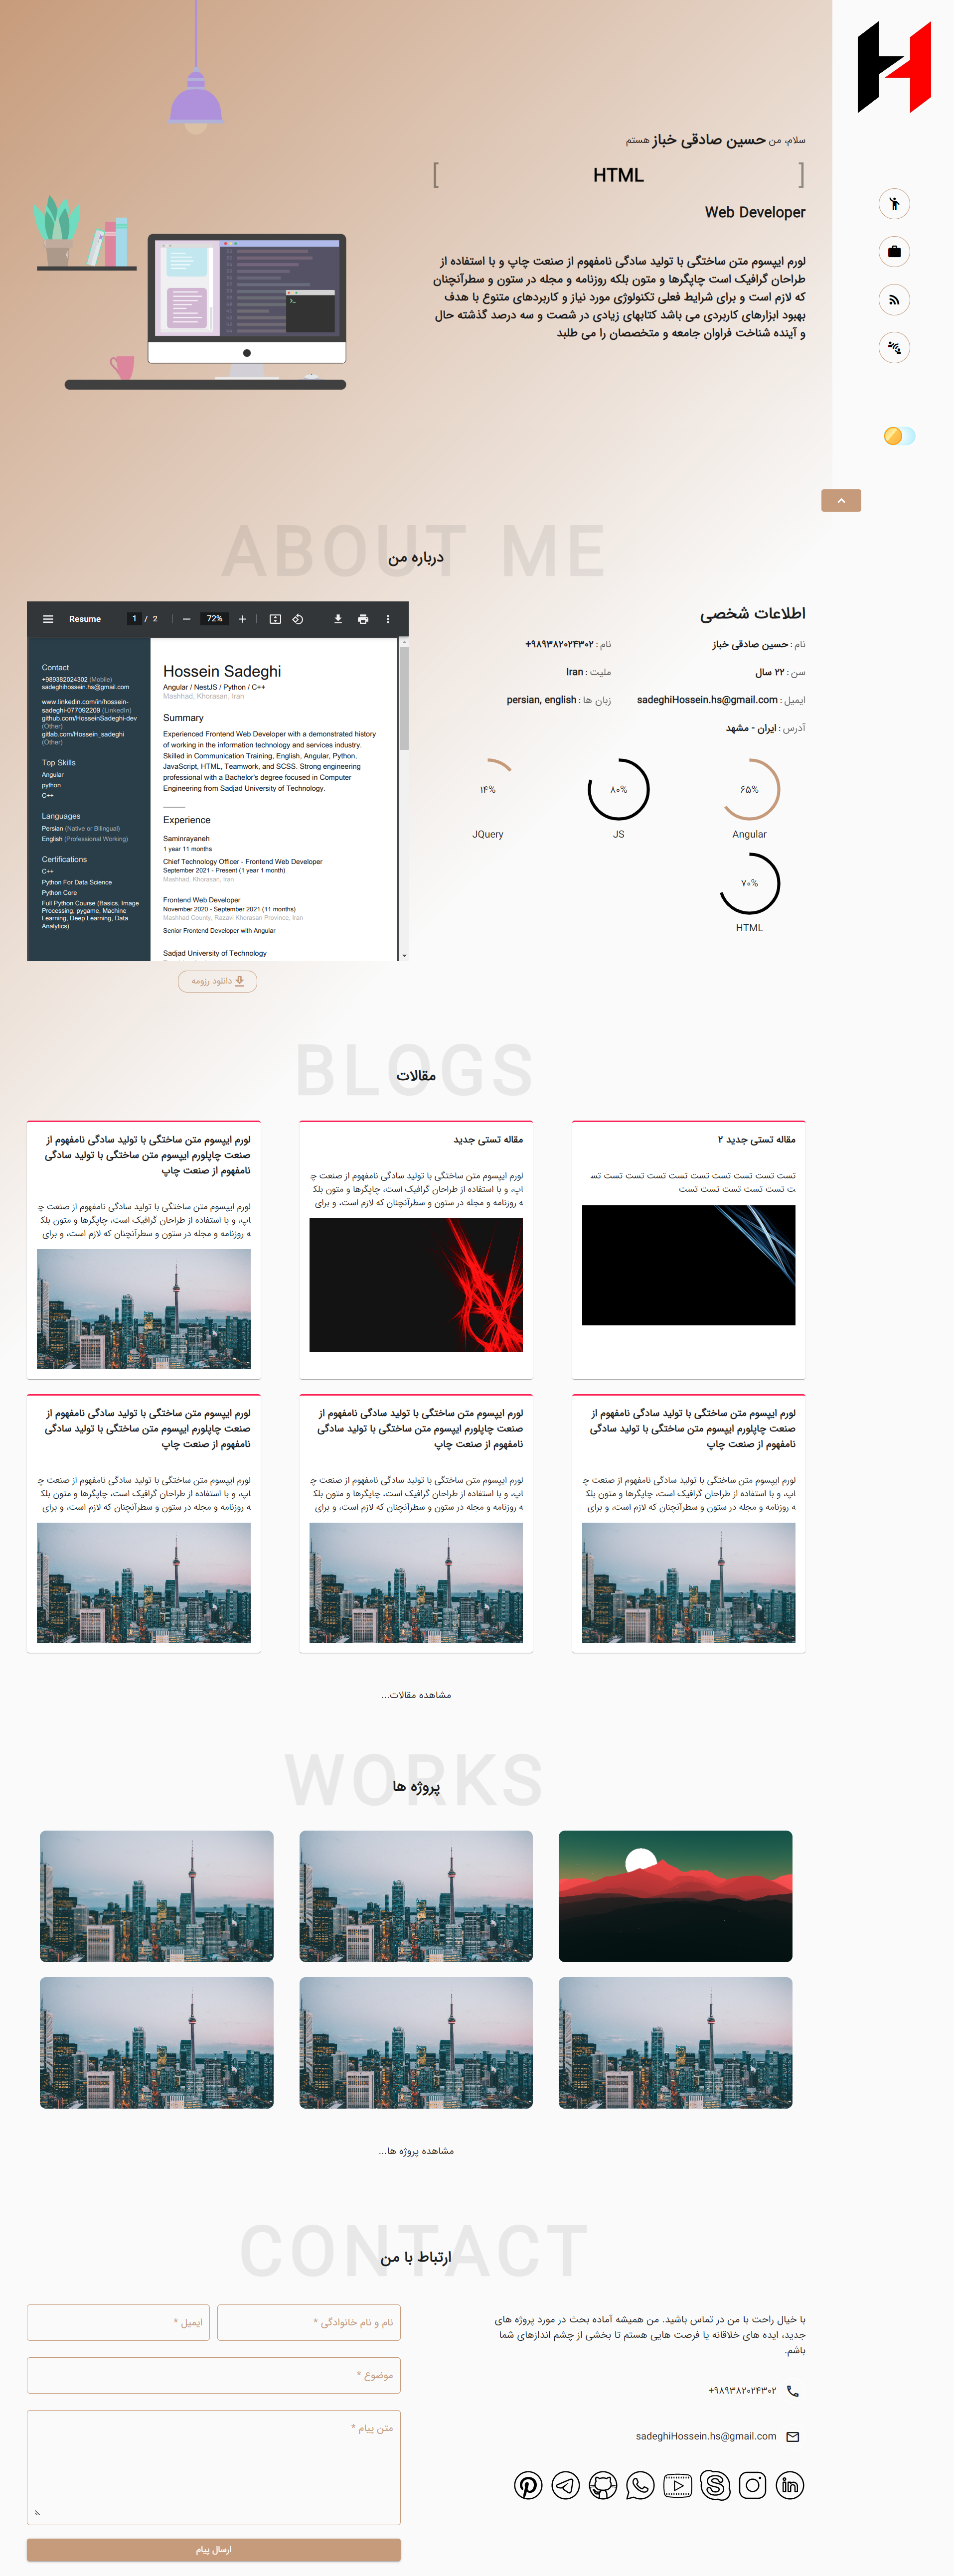 سلام، من حسین صادقی خباز هستم
[ HTML ]
Web Developer
لورم ایپسوم متن ساختگی با تولید سادگی نامفهوم از صنعت چاپ و با استفاده از
طراحان گرافیک است چاپگرها و متون بلکه روزنامه و مجله در ستون و سطرآنچنان
که لازم است و برای شرایط فعلی تکنولوژی مورد نیاز و کاربردهای متنوع با هدف
بهبود ابزارهای کاربردی می باشد کتابهای زیادی در شصت و سه درصد گذشته حال
و آینده شناخت فراوان جامعه و متخصصان را می طلبد
ABOUT ME
درباره من
اطلاعات شخصی
نام : حسین صادقی خباز
نام : ۹۸۹۳۸۲۰۲۴۳۰۲+
سن : ۲۲ سال
ملیت : Iran
ایمیل : sadeghiHossein.hs@gmail.com
زبان ها : persian, english
آدرس : ایران - مشهد
۶۵%
Angular
۸۰%
JS
۱۴%
JQuery
۷۰%
HTML
Resume
1 / 2
72%
Contact
+989382024302 (Mobile)
sadeghihossein.hs@gmail.com
www.linkedin.com/in/hossein-
sadeghi-077092209 (LinkedIn)
github.com/HosseinSadeghi-dev
(Other)
gitlab.com/Hossein_sadeghi
(Other)
Top Skills
Angular
python
C++
Languages
Persian (Native or Bilingual)
English (Professional Working)
Certifications
C++
Python For Data Science
Python Core
Full Python Course (Basics, Image
Processing, pygame, Machine
Learning, Deep Learning, Data
Analytics)
Hossein Sadeghi
Angular / NestJS / Python / C++
Mashhad, Khorasan, Iran
Summary
Experienced Frontend Web Developer with a demonstrated history
of working in the information technology and services industry.
Skilled in Communication Training, English, Angular, Python,
JavaScript, HTML, Teamwork, and SCSS. Strong engineering
professional with a Bachelor's degree focused in Computer
Engineering from Sadjad University of Technology.
Experience
Saminrayaneh
1 year 11 months
Chief Technology Officer - Frontend Web Developer
September 2021 - Present (1 year 1 month)
Mashhad, Khorasan, Iran
Frontend Web Developer
November 2020 - September 2021 (11 months)
Mashhad County, Razavi Khorasan Province, Iran
Senior Frontend Developer with Angular
Sadjad University of Technology
دانلود رزومه
BLOGS
مقالات
مقاله تستی جدید ۲
تست تست تست تست تست تست تست تست تست تس
ت تست تست تست تست تست
مقاله تستی جدید
لورم ایپسوم متن ساختگی با تولید سادگی نامفهوم از صنعت چ
اپ، و با استفاده از طراحان گرافیک است، چاپگرها و متون بلک
ه روزنامه و مجله در ستون و سطرآنچنان که لازم است، و برای
لورم ایپسوم متن ساختگی با تولید سادگی نامفهوم از
صنعت چاپلورم ایپسوم متن ساختگی با تولید سادگی
نامفهوم از صنعت چاپ
لورم ایپسوم متن ساختگی با تولید سادگی نامفهوم از صنعت چ
اپ، و با استفاده از طراحان گرافیک است، چاپگرها و متون بلک
ه روزنامه و مجله در ستون و سطرآنچنان که لازم است، و برای
لورم ایپسوم متن ساختگی با تولید سادگی نامفهوم از
صنعت چاپلورم ایپسوم متن ساختگی با تولید سادگی
نامفهوم از صنعت چاپ
لورم ایپسوم متن ساختگی با تولید سادگی نامفهوم از صنعت چ
اپ، و با استفاده از طراحان گرافیک است، چاپگرها و متون بلک
ه روزنامه و مجله در ستون و سطرآنچنان که لازم است، و برای
لورم ایپسوم متن ساختگی با تولید سادگی نامفهوم از
صنعت چاپلورم ایپسوم متن ساختگی با تولید سادگی
نامفهوم از صنعت چاپ
لورم ایپسوم متن ساختگی با تولید سادگی نامفهوم از صنعت چ
اپ، و با استفاده از طراحان گرافیک است، چاپگرها و متون بلک
ه روزنامه و مجله در ستون و سطرآنچنان که لازم است، و برای
لورم ایپسوم متن ساختگی با تولید سادگی نامفهوم از
صنعت چاپلورم ایپسوم متن ساختگی با تولید سادگی
نامفهوم از صنعت چاپ
لورم ایپسوم متن ساختگی با تولید سادگی نامفهوم از صنعت چ
اپ، و با استفاده از طراحان گرافیک است، چاپگرها و متون بلک
ه روزنامه و مجله در ستون و سطرآنچنان که لازم است، و برای
مشاهده مقالات...
WORKS
پروژه ها
مشاهده پروژه ها...
CONTACT
ارتباط با من
با خیال راحت با من در تماس باشید. من همیشه آماده بحث در مورد پروژه های
جدید، ایده های خلاقانه یا فرصت هایی هستم تا بخشی از چشم اندازهای شما
باشم.
۹۸۹۳۸۲۰۲۴۳۰۲+
sadeghiHossein.hs@gmail.com
نام و نام خانوادگی *
ایمیل *
موضوع *
متن پیام *
ارسال پیام